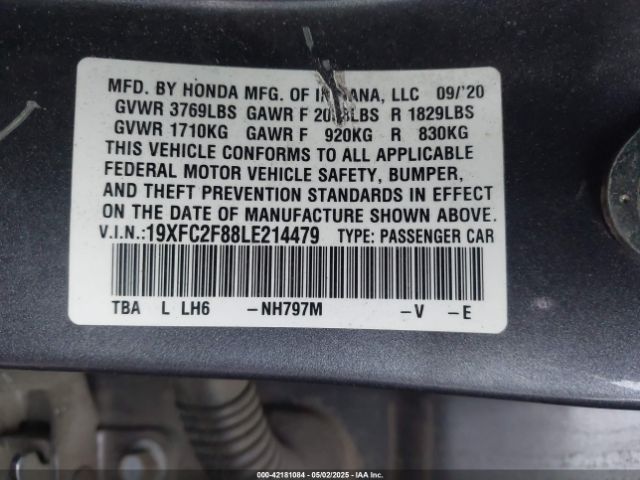 MFD. BY HONDA MFG. OF INDIANA, LLC 09/'20
GVWR 3769LBS GAWR F R 1829LBS
GVWR 1710KG GAWR F 920KG R 830KG
THIS VEHICLE CONFORMS TO ALL APPLICABLE
FEDERAL MOTOR VEHICLE SAFETY, BUMPER,
AND THEFT PREVENTION STANDARDS IN EFFECT
ON THE DATE OF MANUFACTURE SHOWN ABOVE.
V.I.N.:19XFC2F88LE214479 TYPE: PASSENGER CAR
TBA L LH6 –NH797M –V –E
000-42181084 - 05/02/2025 - ©IAA Inc.